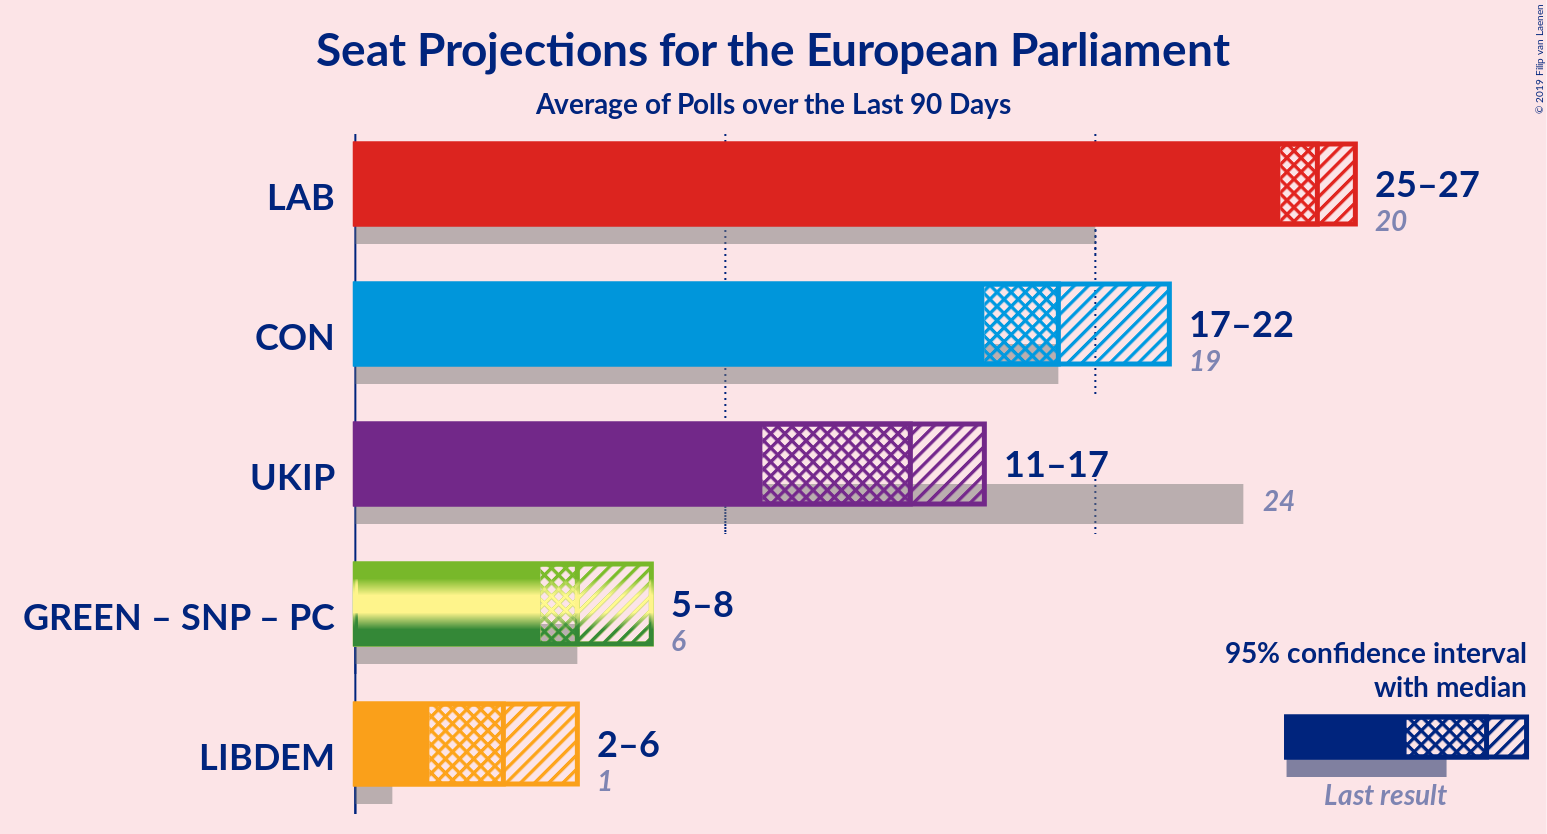 Seat Projections for the European Parliament
Average of Polls over the Last 90 Days
© 2019 Filip van Laenen
LAB
25–27
20
CON
17–22
19
UKIP
11–17
24
GREEN – SNP – PC
5–8
6
LIBDEM
2–6
1
95% confidence interval
with median
Last result